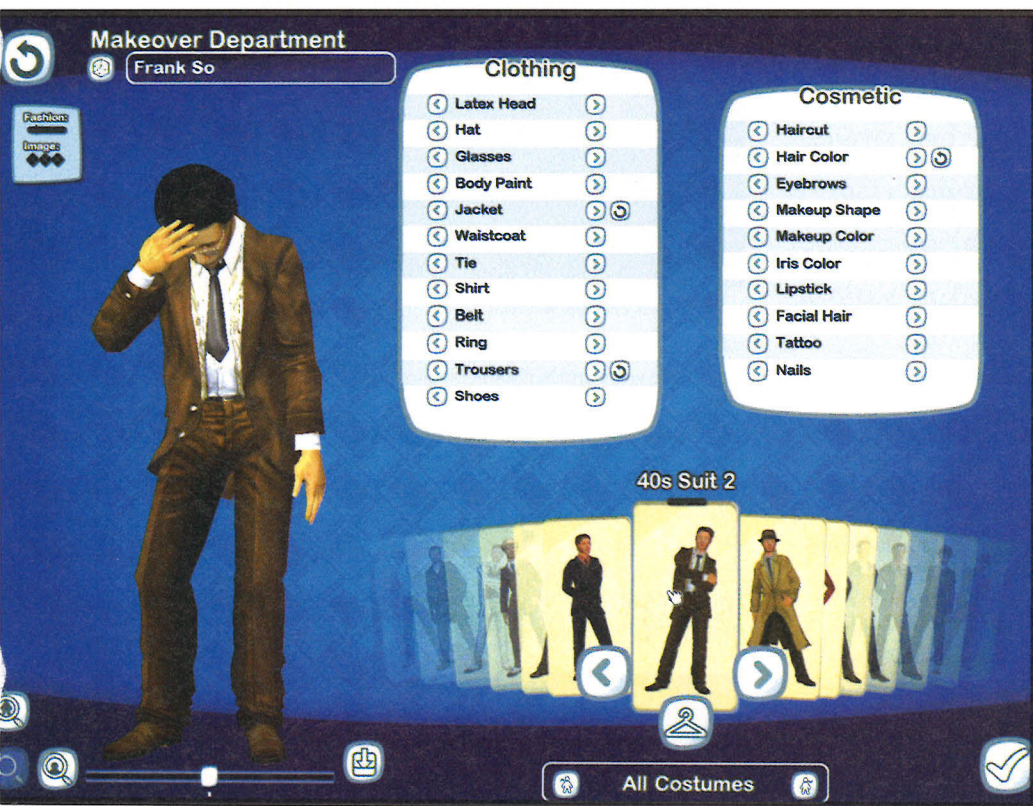 Makeover Department
Frank So
Fashion:
Image:
Clothing
Latex Head
Hat
Glasses
Body Paint
Jacket
Waistcoat
Tie
Shirt
Belt
Ring
Trousers
Shoes
Cosmetic
Haircut
Hair Color
Eyebrows
Makeup Shape
Makeup Color
Iris Color
Lipstick
Facial Hair
Tattoo
Nails
40s Suit 2
All Costumes